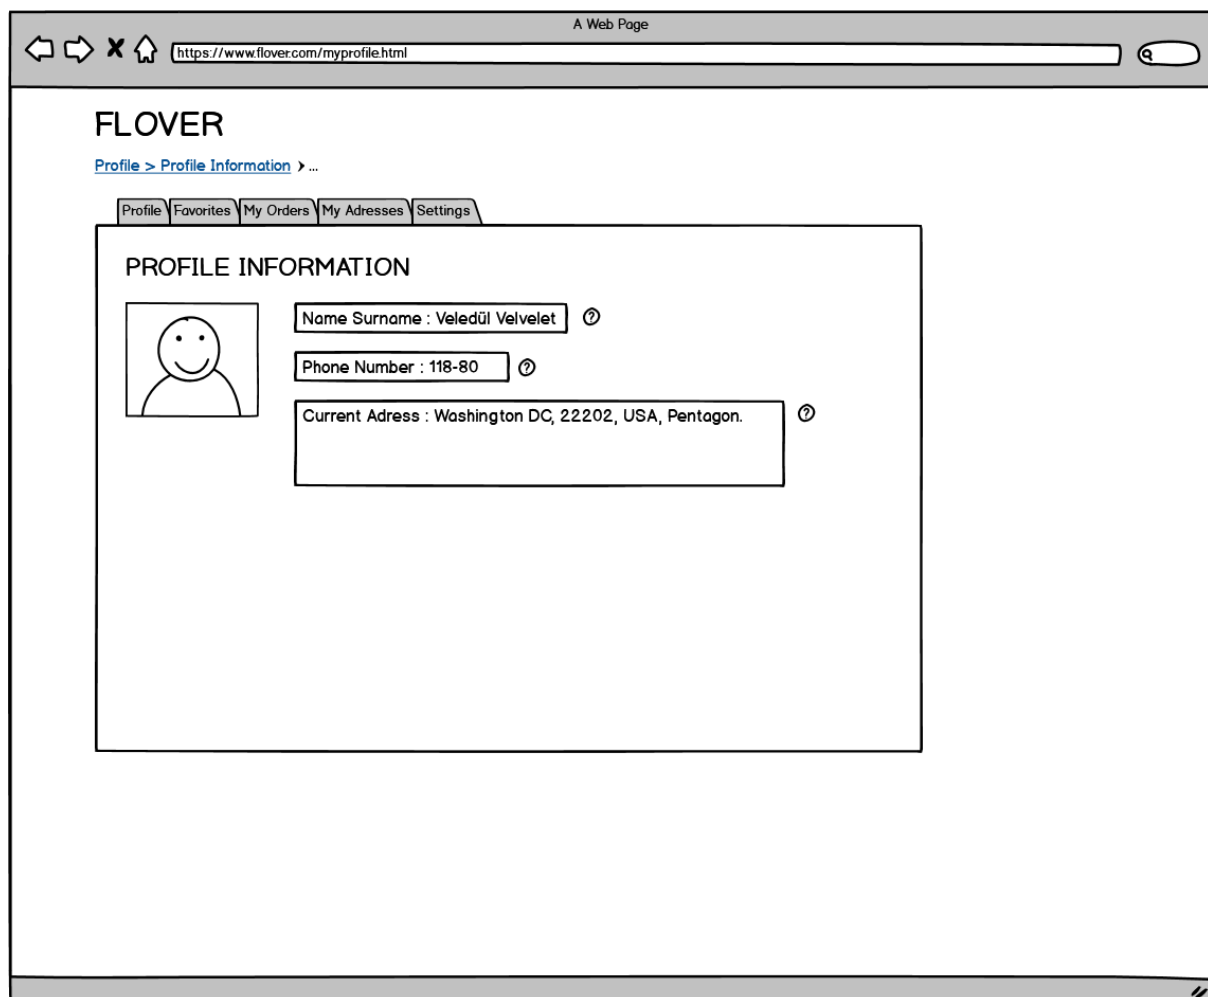 A Web Page
https://www.flover.com/myprofile.html
FLOVER
Profile > Profile Information > ...
Profile Favorites My Orders My Adresses Settings
PROFILE INFORMATION
Name Surname : Veledül Velvelet ?
Phone Number : 118-80 ?
Current Adress : Washington DC, 22202, USA, Pentagon. ?